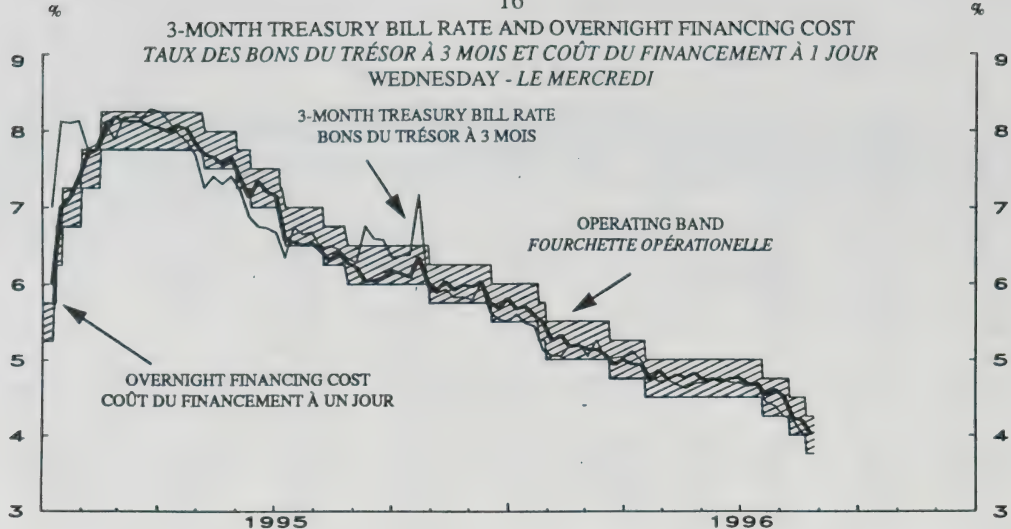 16
% %
3-MONTH TREASURY BILL RATE AND OVERNIGHT FINANCING COST
TAUX DES BONS DU TRÉSOR À 3 MOIS ET COÛT DU FINANCEMENT À 1 JOUR
WEDNESDAY - LE MERCREDI
9 9
3-MONTH TREASURY BILL RATE
BONS DU TRÉSOR À 3 MOIS
8 8
OPERATING BAND
FOURCHETTE OPÉRATIONELLE
7 7
6 6
5 5
OVERNIGHT FINANCING COST
COÛT DU FINANCEMENT À UN JOUR
4 4
3 3
1995 1996